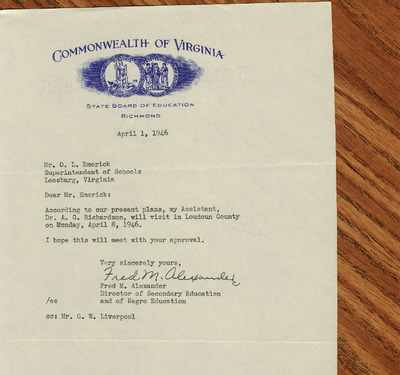 COMMONWEALTH OF VIRGINIA
STATE BOARD OF EDUCATION
RICHMOND
April 1, 1946
Mr. O. L. Emerick
Superintendent of Schools
Leesburg, Virginia
Dear Mr. Emerick:
According to our present plans, my Assistant,
Dr. A. G. Richardson, will visit in Loudoun County
on Monday, April 8, 1946.
I hope this will meet with your approval.
Very sincerely yours,
Fred M. Alexander
Fred M. Alexander
Director of Secondary Education
/ec and of Negro Education
cc: Mr. G. W. Liverpool